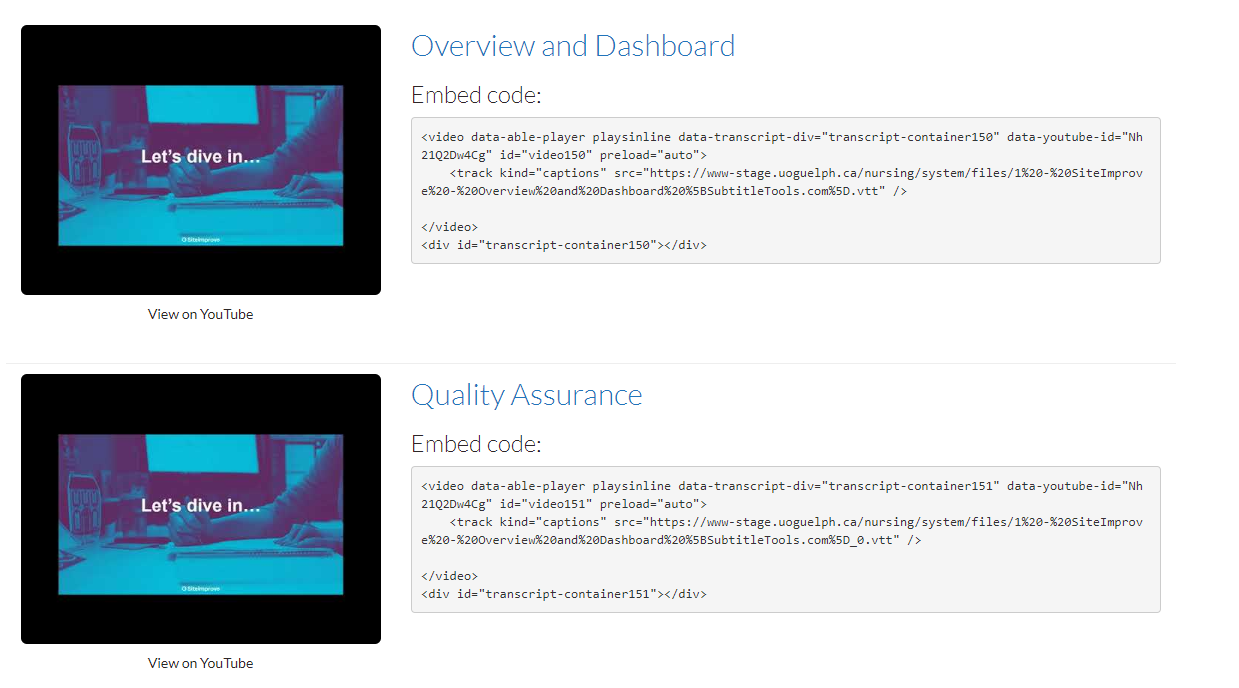 Overview and Dashboard
Embed code:
<video data-able-player playsinline data-transcript-div="transcript-container150" data-youtube-id="Nh
21Q2Dw4Cg" id="video150" preload="auto">
    <track kind="captions" src="https://www-stage.uoguelph.ca/nursing/system/files/1%20-%20SiteImprov
e%20-%20Overview%20and%20Dashboard%20%5BSubtitleTools.com%5D.vtt" />
</video>
<div id="transcript-container150"></div>
Let's dive in...
Siteimprove
View on YouTube
Quality Assurance
Embed code:
<video data-able-player playsinline data-transcript-div="transcript-container151" data-youtube-id="Nh
21Q2Dw4Cg" id="video151" preload="auto">
    <track kind="captions" src="https://www-stage.uoguelph.ca/nursing/system/files/1%20-%20SiteImprov
e%20-%20Overview%20and%20Dashboard%20%5BSubtitleTools.com%5D_0.vtt" />
</video>
<div id="transcript-container151"></div>
Let's dive in...
Siteimprove
View on YouTube